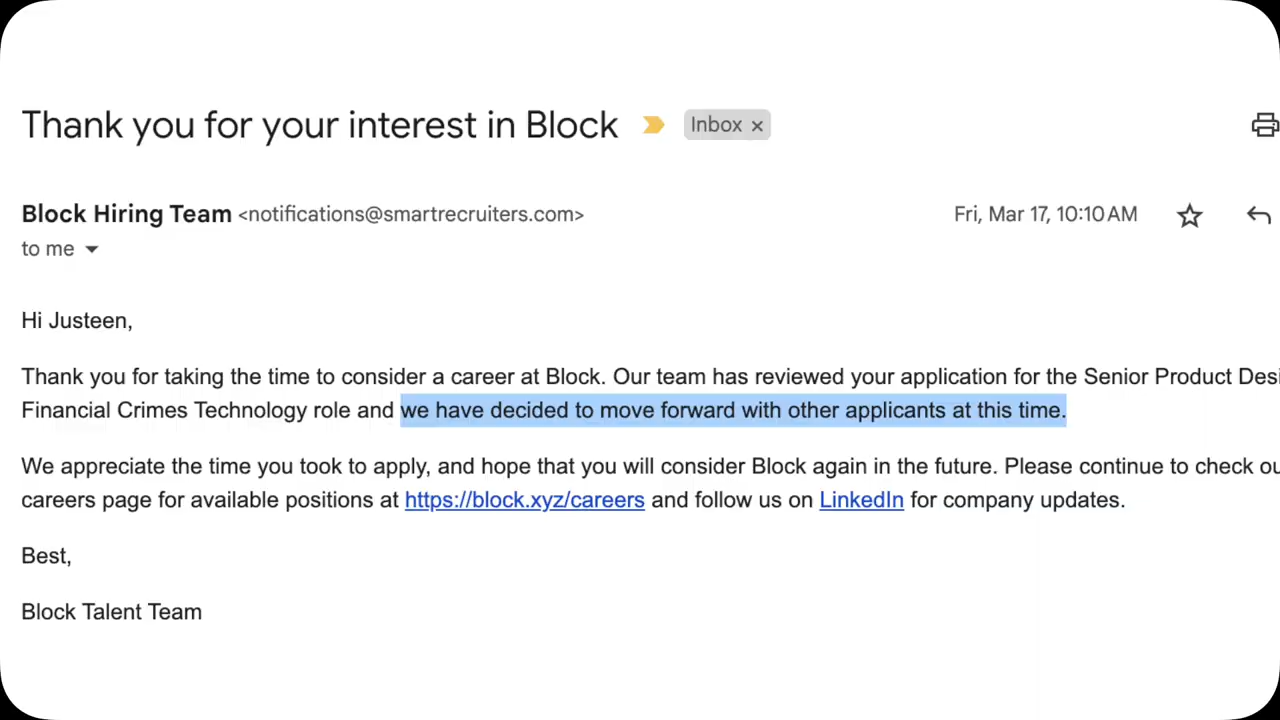 Thank you for your interest in Block Inbox ×
Block Hiring Team <notifications@smartrecruiters.com> Fri, Mar 17, 10:10 AM
to me
Hi Justeen,
Thank you for taking the time to consider a career at Block. Our team has reviewed your application for the Senior Product Desi
Financial Crimes Technology role and we have decided to move forward with other applicants at this time.
We appreciate the time you took to apply, and hope that you will consider Block again in the future. Please continue to check ou
careers page for available positions at https://block.xyz/careers and follow us on LinkedIn for company updates.
Best,
Block Talent Team